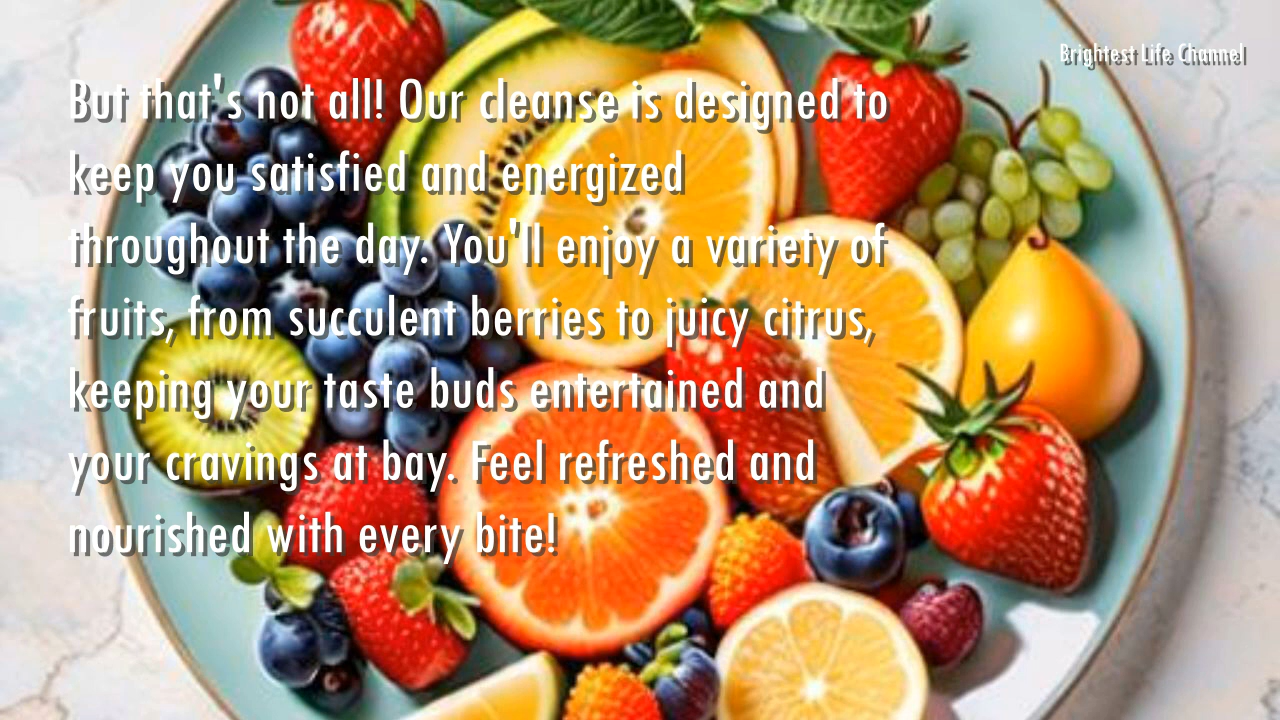 Brightest Life Channel
But that's not all! Our cleanse is designed to
keep you satisfied and energized
throughout the day. You'll enjoy a variety of
fruits, from succulent berries to juicy citrus,
keeping your taste buds entertained and
your cravings at bay. Feel refreshed and
nourished with every bite!